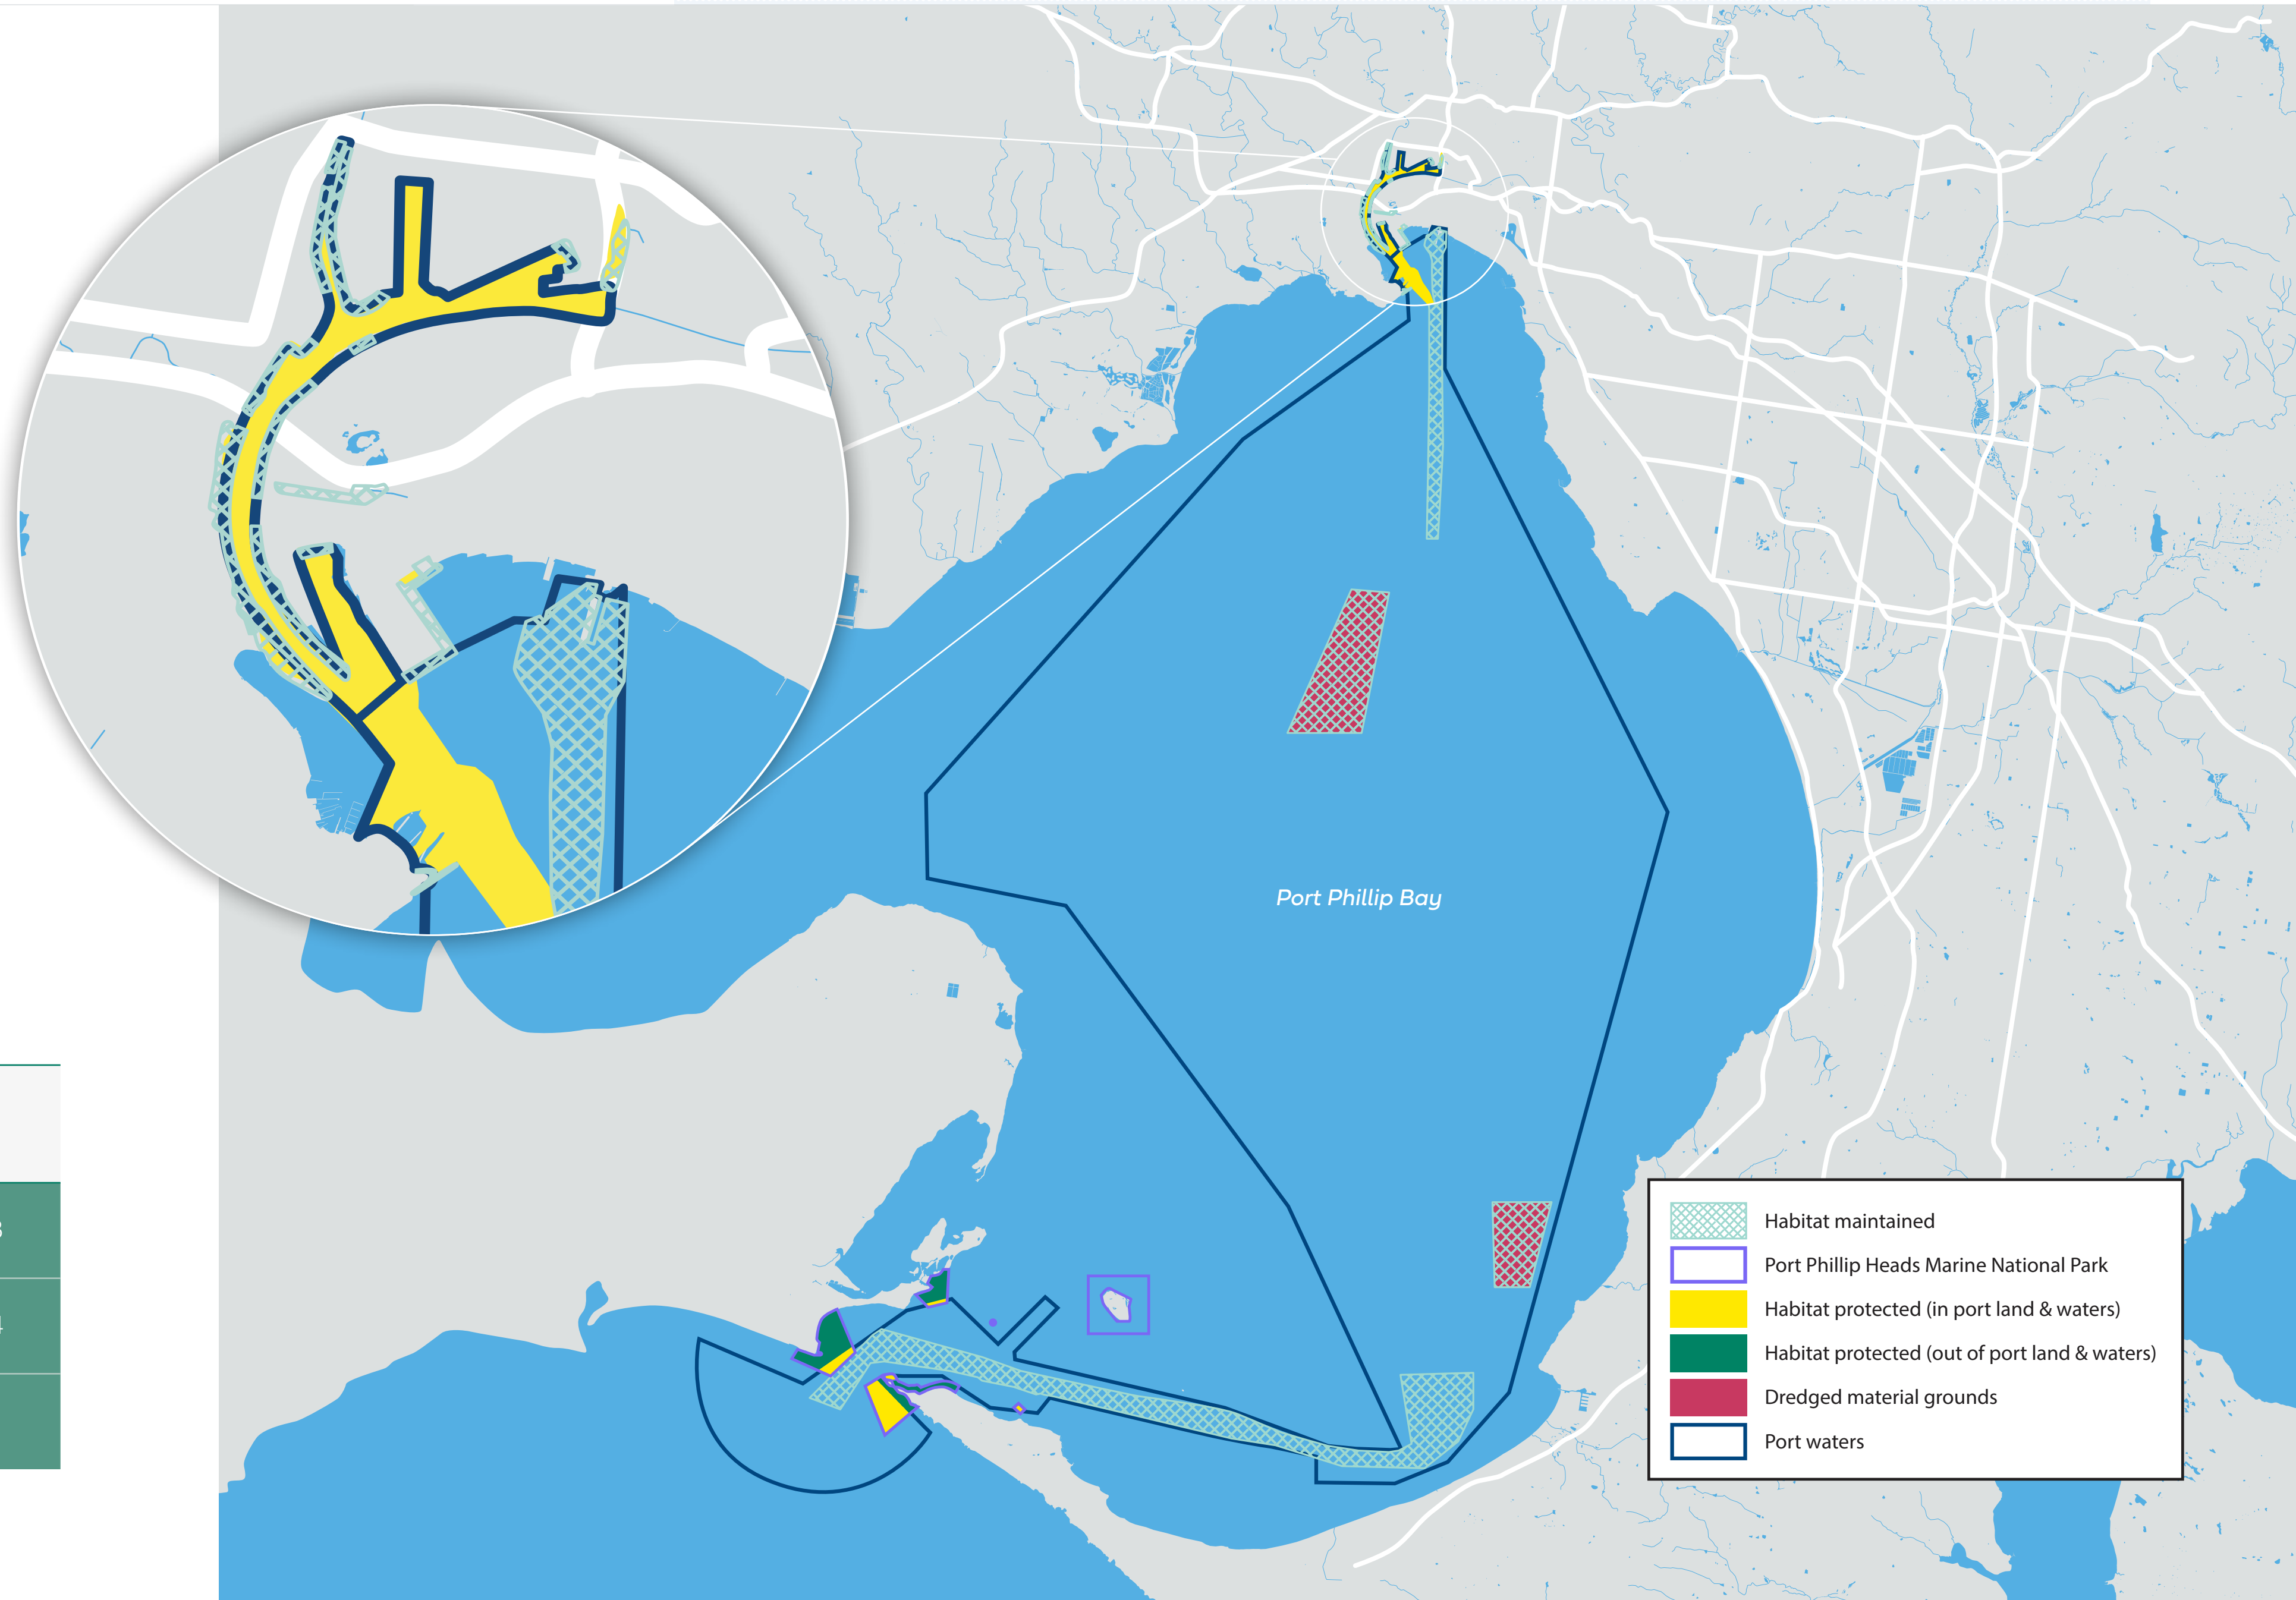 Port Phillip Bay
Habitat maintained
Port Phillip Heads Marine National Park
Habitat protected (in port land & waters)
Habitat protected (out of port land & waters)
Dredged material grounds
Port waters